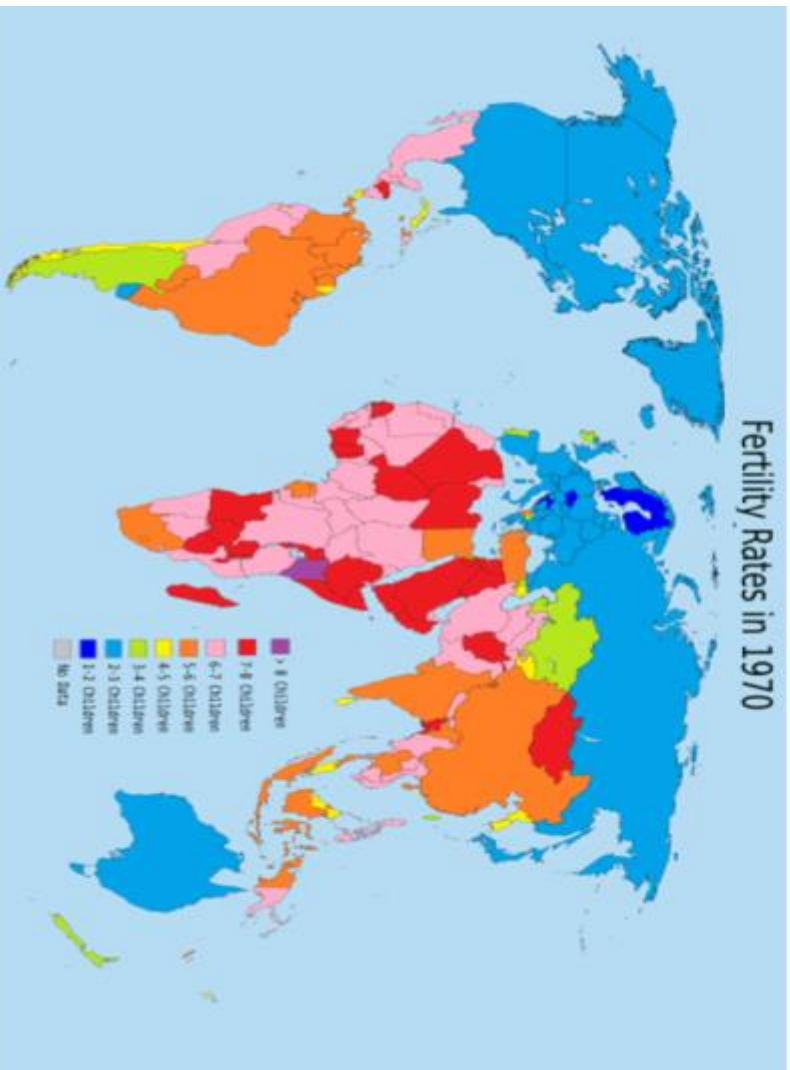 Fertility Rates in 1970
> 8 Children
7-8 Children
6-7 Children
5-6 Children
4-5 Children
3-4 Children
2-3 Children
1-2 Children
No Data